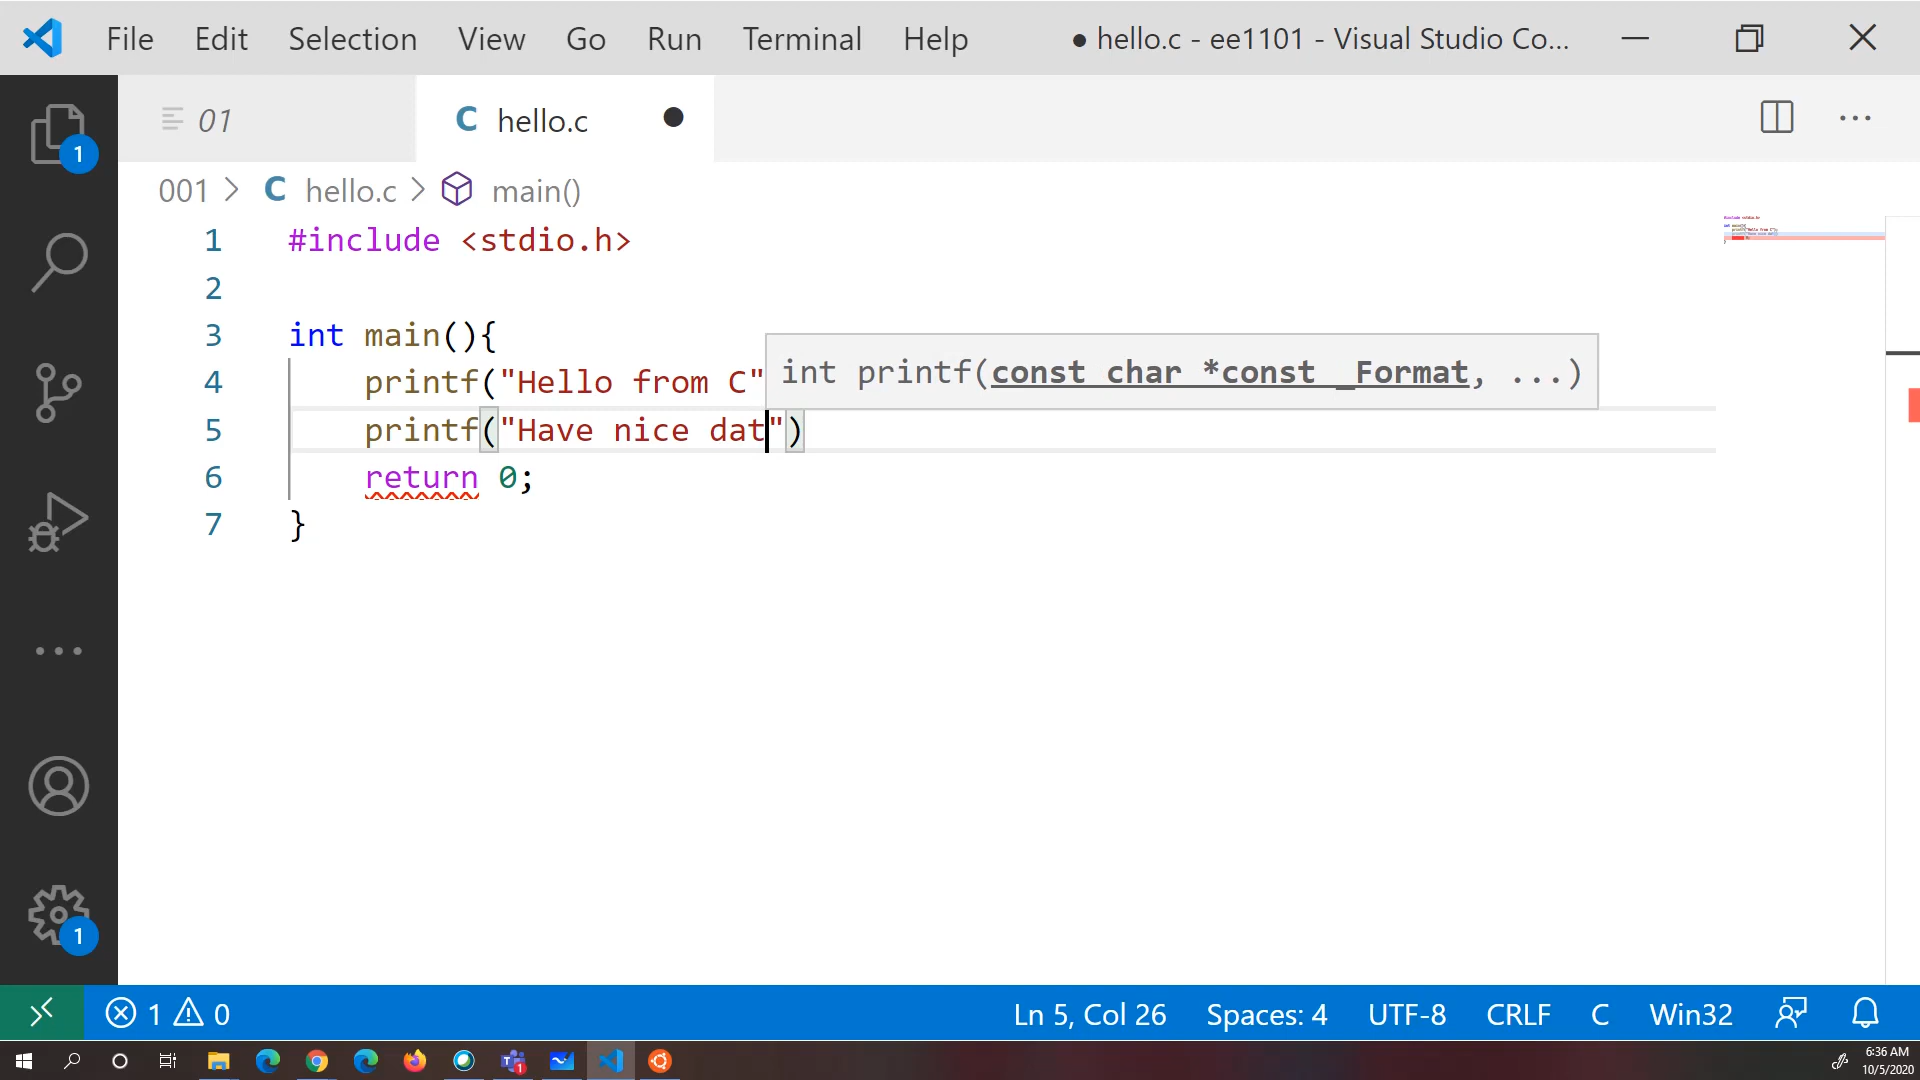 File Edit Selection View Go Run Terminal Help ● hello.c - ee1101 - Visual Studio Co...
01 C hello.c ●
1
001 > C hello.c > main()
1 #include <stdio.h>
2
3 int main(){
4 printf("Hello from C"
int printf(const char *const _Format, ...)
5 printf("Have nice dat")
6 return 0;
7 }
1
1 0 Ln 5, Col 26 Spaces: 4 UTF-8 CRLF C Win32
6:36 AM
10/5/2020